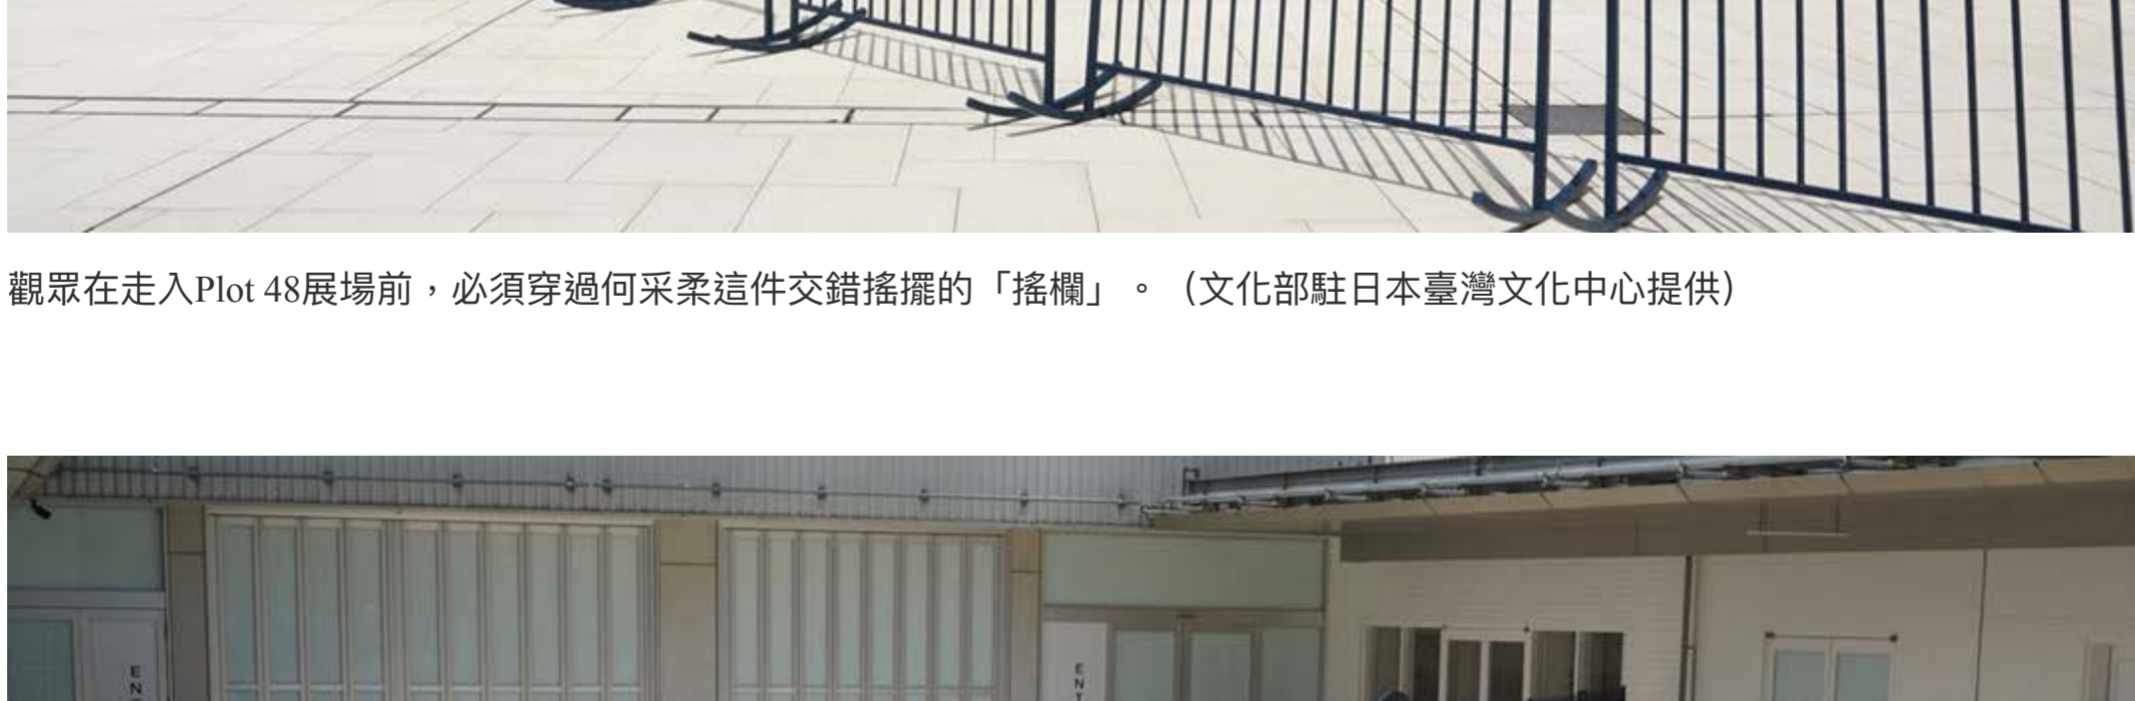 觀眾在走入Plot 48展場前，必須穿過何采柔這件交錯搖擺的「搖欄」。（文化部駐日本臺灣文化中心提供）
EN
ENT